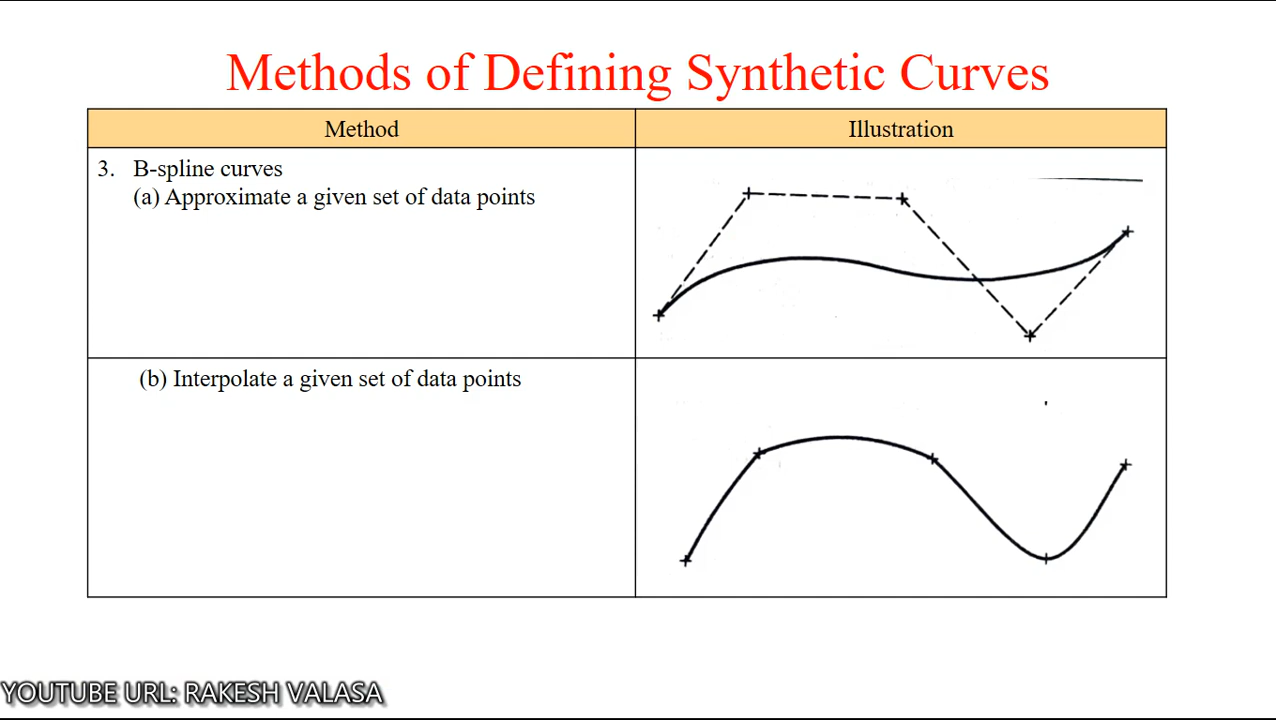 Methods of Defining Synthetic Curves
Method
Illustration
3. B-spline curves
(a) Approximate a given set of data points
(b) Interpolate a given set of data points
YOUTUBE URL: RAKESH VALASA